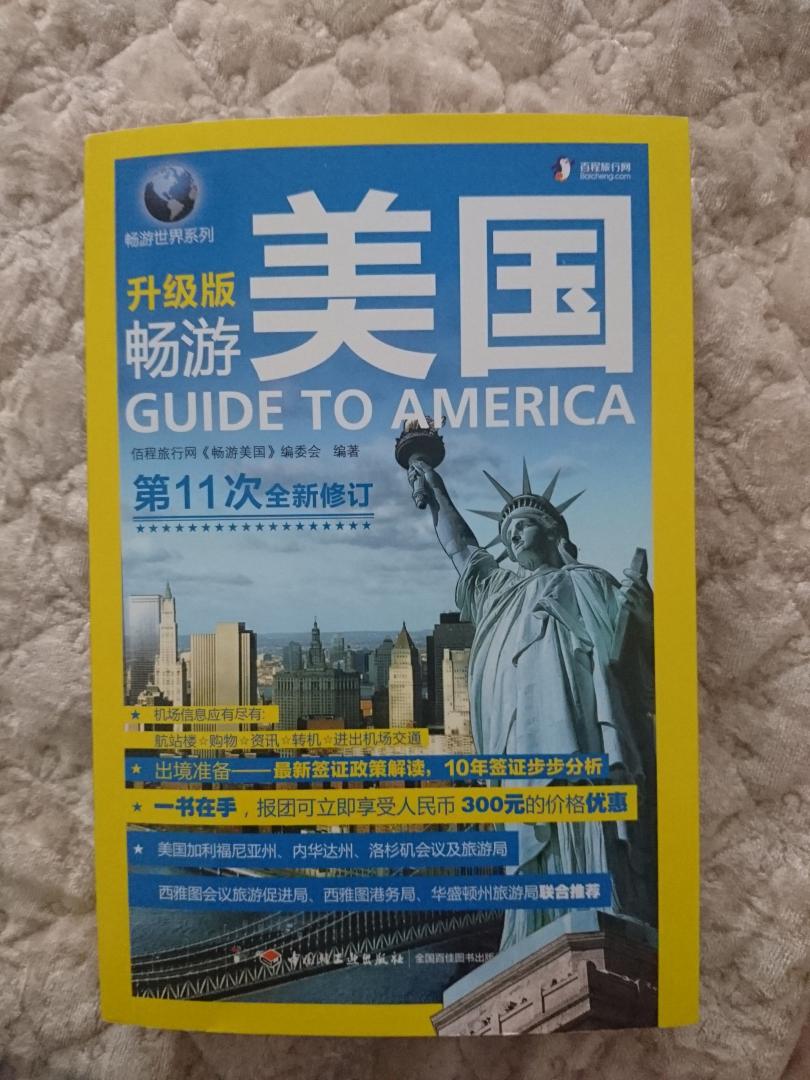 百程旅行网
Baicheng.com
畅游世界系列
升级版
畅游
美国
GUIDE TO AMERICA
佰程旅行网《畅游美国》编委会 编著
第11次全新修订
★★★★★★★★★★★★★★★★★★
★ 机场信息应有尽有:
航站楼☆购物☆资讯☆转机☆进出机场交通
★ 出境准备——最新签证政策解读，10年签证步步分析
★ 一书在手，报团可立即享受人民币 300元的价格优惠
★ 美国加利福尼亚州、内华达州、洛杉矶会议及旅游局
西雅图会议旅游促进局、西雅图港务局、华盛顿州旅游局联合推荐
中国轻工业出版社 全国百佳图书出版